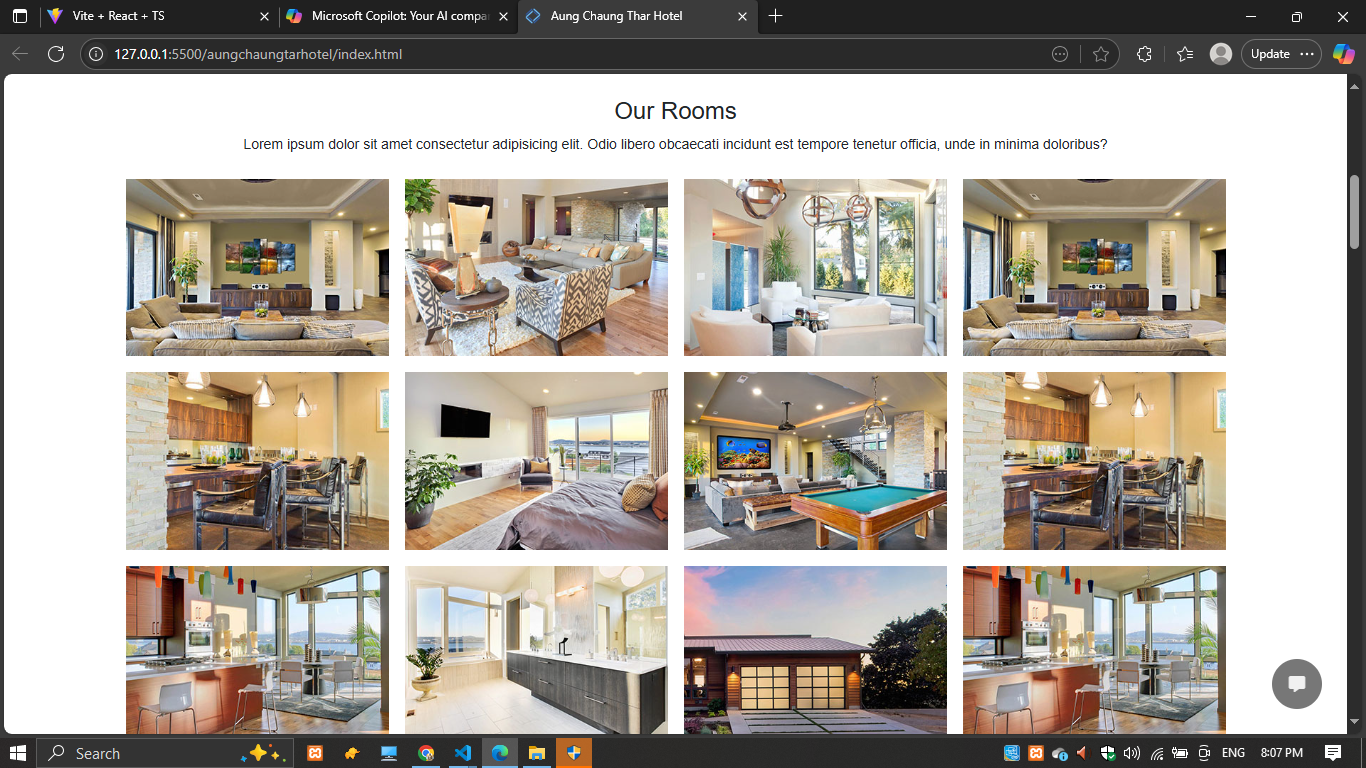 Vite + React + TS
Microsoft Copilot: Your AI compa
Aung Chaung Thar Hotel
127.0.0.1:5500/aungchaungtarhotel/index.html
Update
Our Rooms
Lorem ipsum dolor sit amet consectetur adipisicing elit. Odio libero obcaecati incidunt est tempore tenetur officia, unde in minima doloribus?
Search
ENG
8:07 PM